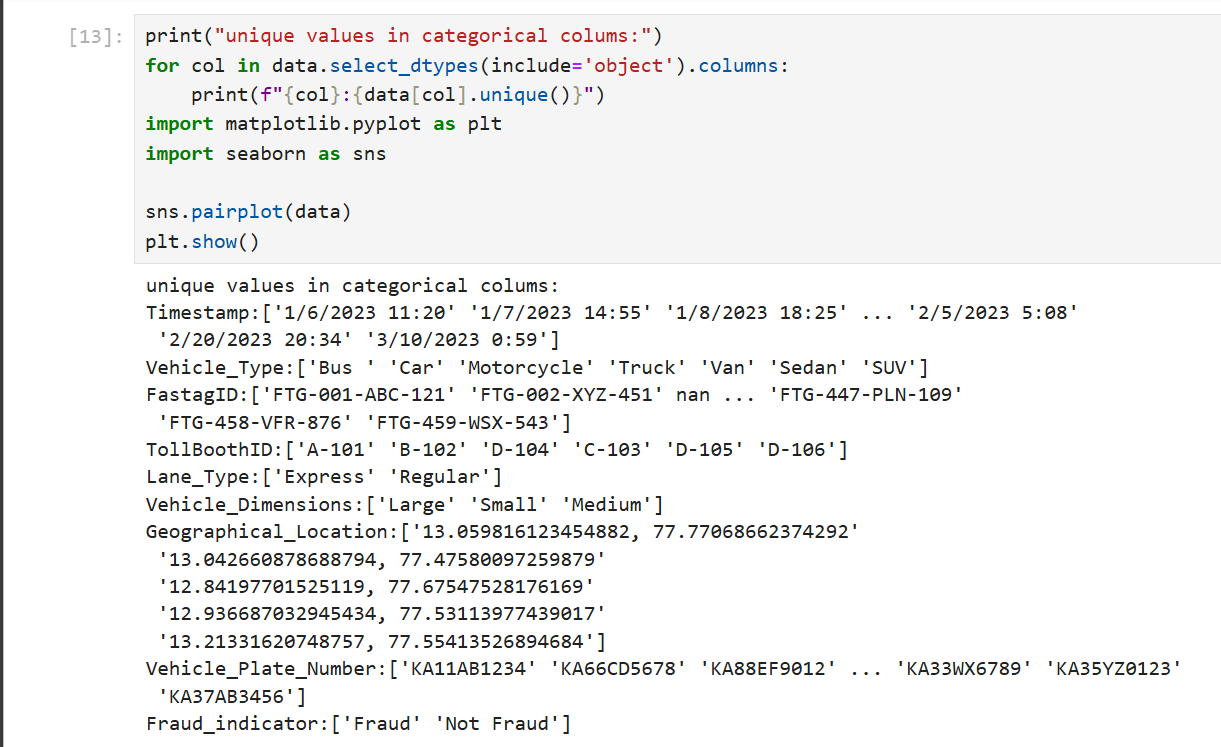 [13]: print("unique values in categorical colums:")
for col in data.select_dtypes(include='object').columns:
    print(f"{col}:{data[col].unique()}")
import matplotlib.pyplot as plt
import seaborn as sns

sns.pairplot(data)
plt.show()
unique values in categorical colums:
Timestamp:['1/6/2023 11:20' '1/7/2023 14:55' '1/8/2023 18:25' ... '2/5/2023 5:08'
 '2/20/2023 20:34' '3/10/2023 0:59']
Vehicle_Type:['Bus ' 'Car' 'Motorcycle' 'Truck' 'Van' 'Sedan' 'SUV']
FastagID:['FTG-001-ABC-121' 'FTG-002-XYZ-451' nan ... 'FTG-447-PLN-109'
 'FTG-458-VFR-876' 'FTG-459-WSX-543']
TollBoothID:['A-101' 'B-102' 'D-104' 'C-103' 'D-105' 'D-106']
Lane_Type:['Express' 'Regular']
Vehicle_Dimensions:['Large' 'Small' 'Medium']
Geographical_Location:['13.059816123454882, 77.77068662374292'
 '13.042660878688794, 77.47580097259879'
 '12.84197701525119, 77.67547528176169'
 '12.936687032945434, 77.53113977439017'
 '13.21331620748757, 77.55413526894684']
Vehicle_Plate_Number:['KA11AB1234' 'KA66CD5678' 'KA88EF9012' ... 'KA33WX6789' 'KA35YZ0123'
 'KA37AB3456']
Fraud_indicator:['Fraud' 'Not Fraud']